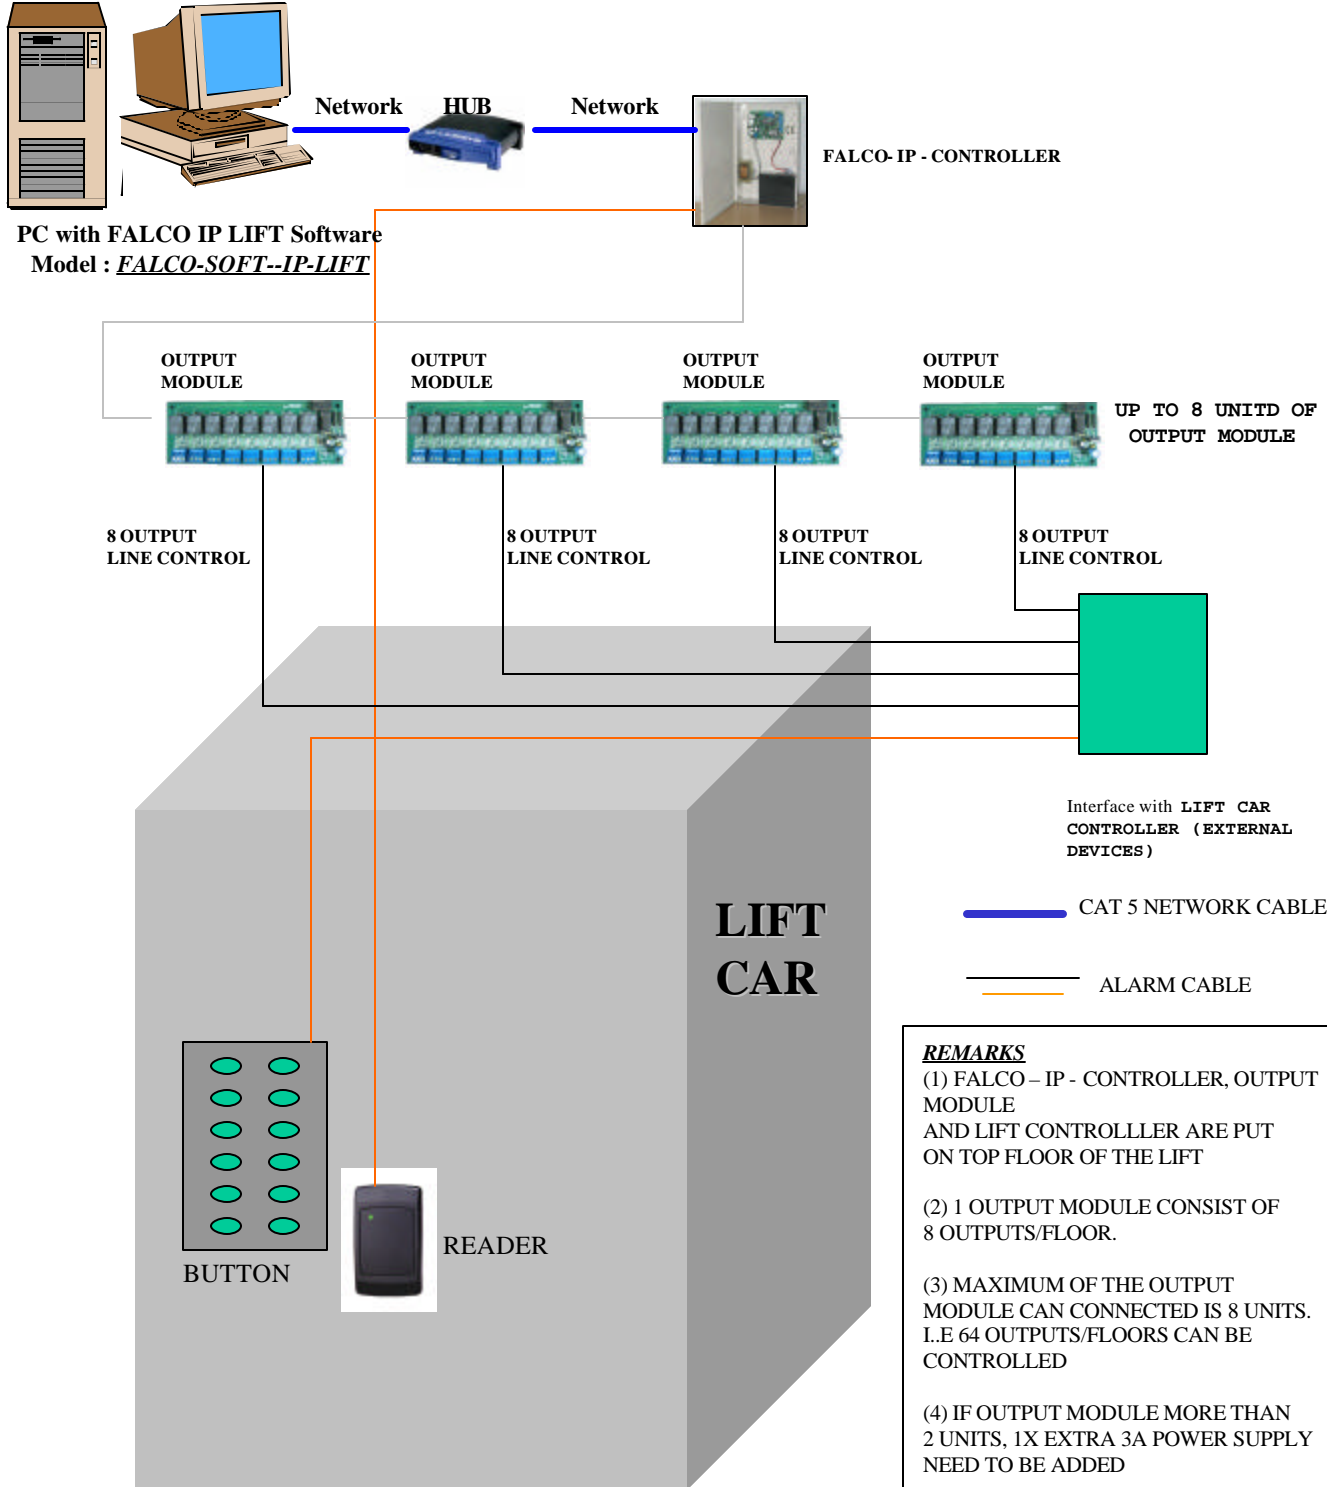 Network HUB Network
FALCO- IP - CONTROLLER
PC with FALCO IP LIFT Software
Model : FALCO-SOFT--IP-LIFT
OUTPUT
MODULE
OUTPUT
MODULE
OUTPUT
MODULE
OUTPUT
MODULE
UP TO 8 UNITD OF
OUTPUT MODULE
8 OUTPUT
LINE CONTROL
8 OUTPUT
LINE CONTROL
8 OUTPUT
LINE CONTROL
8 OUTPUT
LINE CONTROL
Interface with LIFT CAR
CONTROLLER (EXTERNAL
DEVICES)
LIFT
CAR
CAT 5 NETWORK CABLE
ALARM CABLE
BUTTON
READER
REMARKS
(1) FALCO – IP - CONTROLLER, OUTPUT
MODULE
AND LIFT CONTROLLLER ARE PUT
ON TOP FLOOR OF THE LIFT
(2) 1 OUTPUT MODULE CONSIST OF
8 OUTPUTS/FLOOR.
(3) MAXIMUM OF THE OUTPUT
MODULE CAN CONNECTED IS 8 UNITS.
I..E 64 OUTPUTS/FLOORS CAN BE
CONTROLLED
(4) IF OUTPUT MODULE MORE THAN
2 UNITS, 1X EXTRA 3A POWER SUPPLY
NEED TO BE ADDED